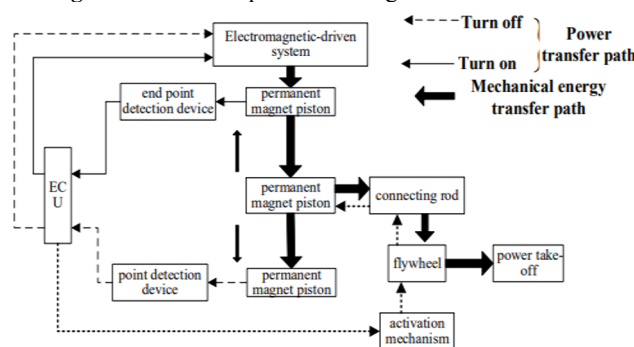 Turn off
Power
transfer path
Turn on
Mechanical energy
transfer path
Electromagnetic-driven
system
end point
detection device
permanent
magnet piston
EC
U
permanent
magnet piston
connecting rod
point detection
device
permanent
magnet piston
flywheel
power take-
off
activation
mechanism